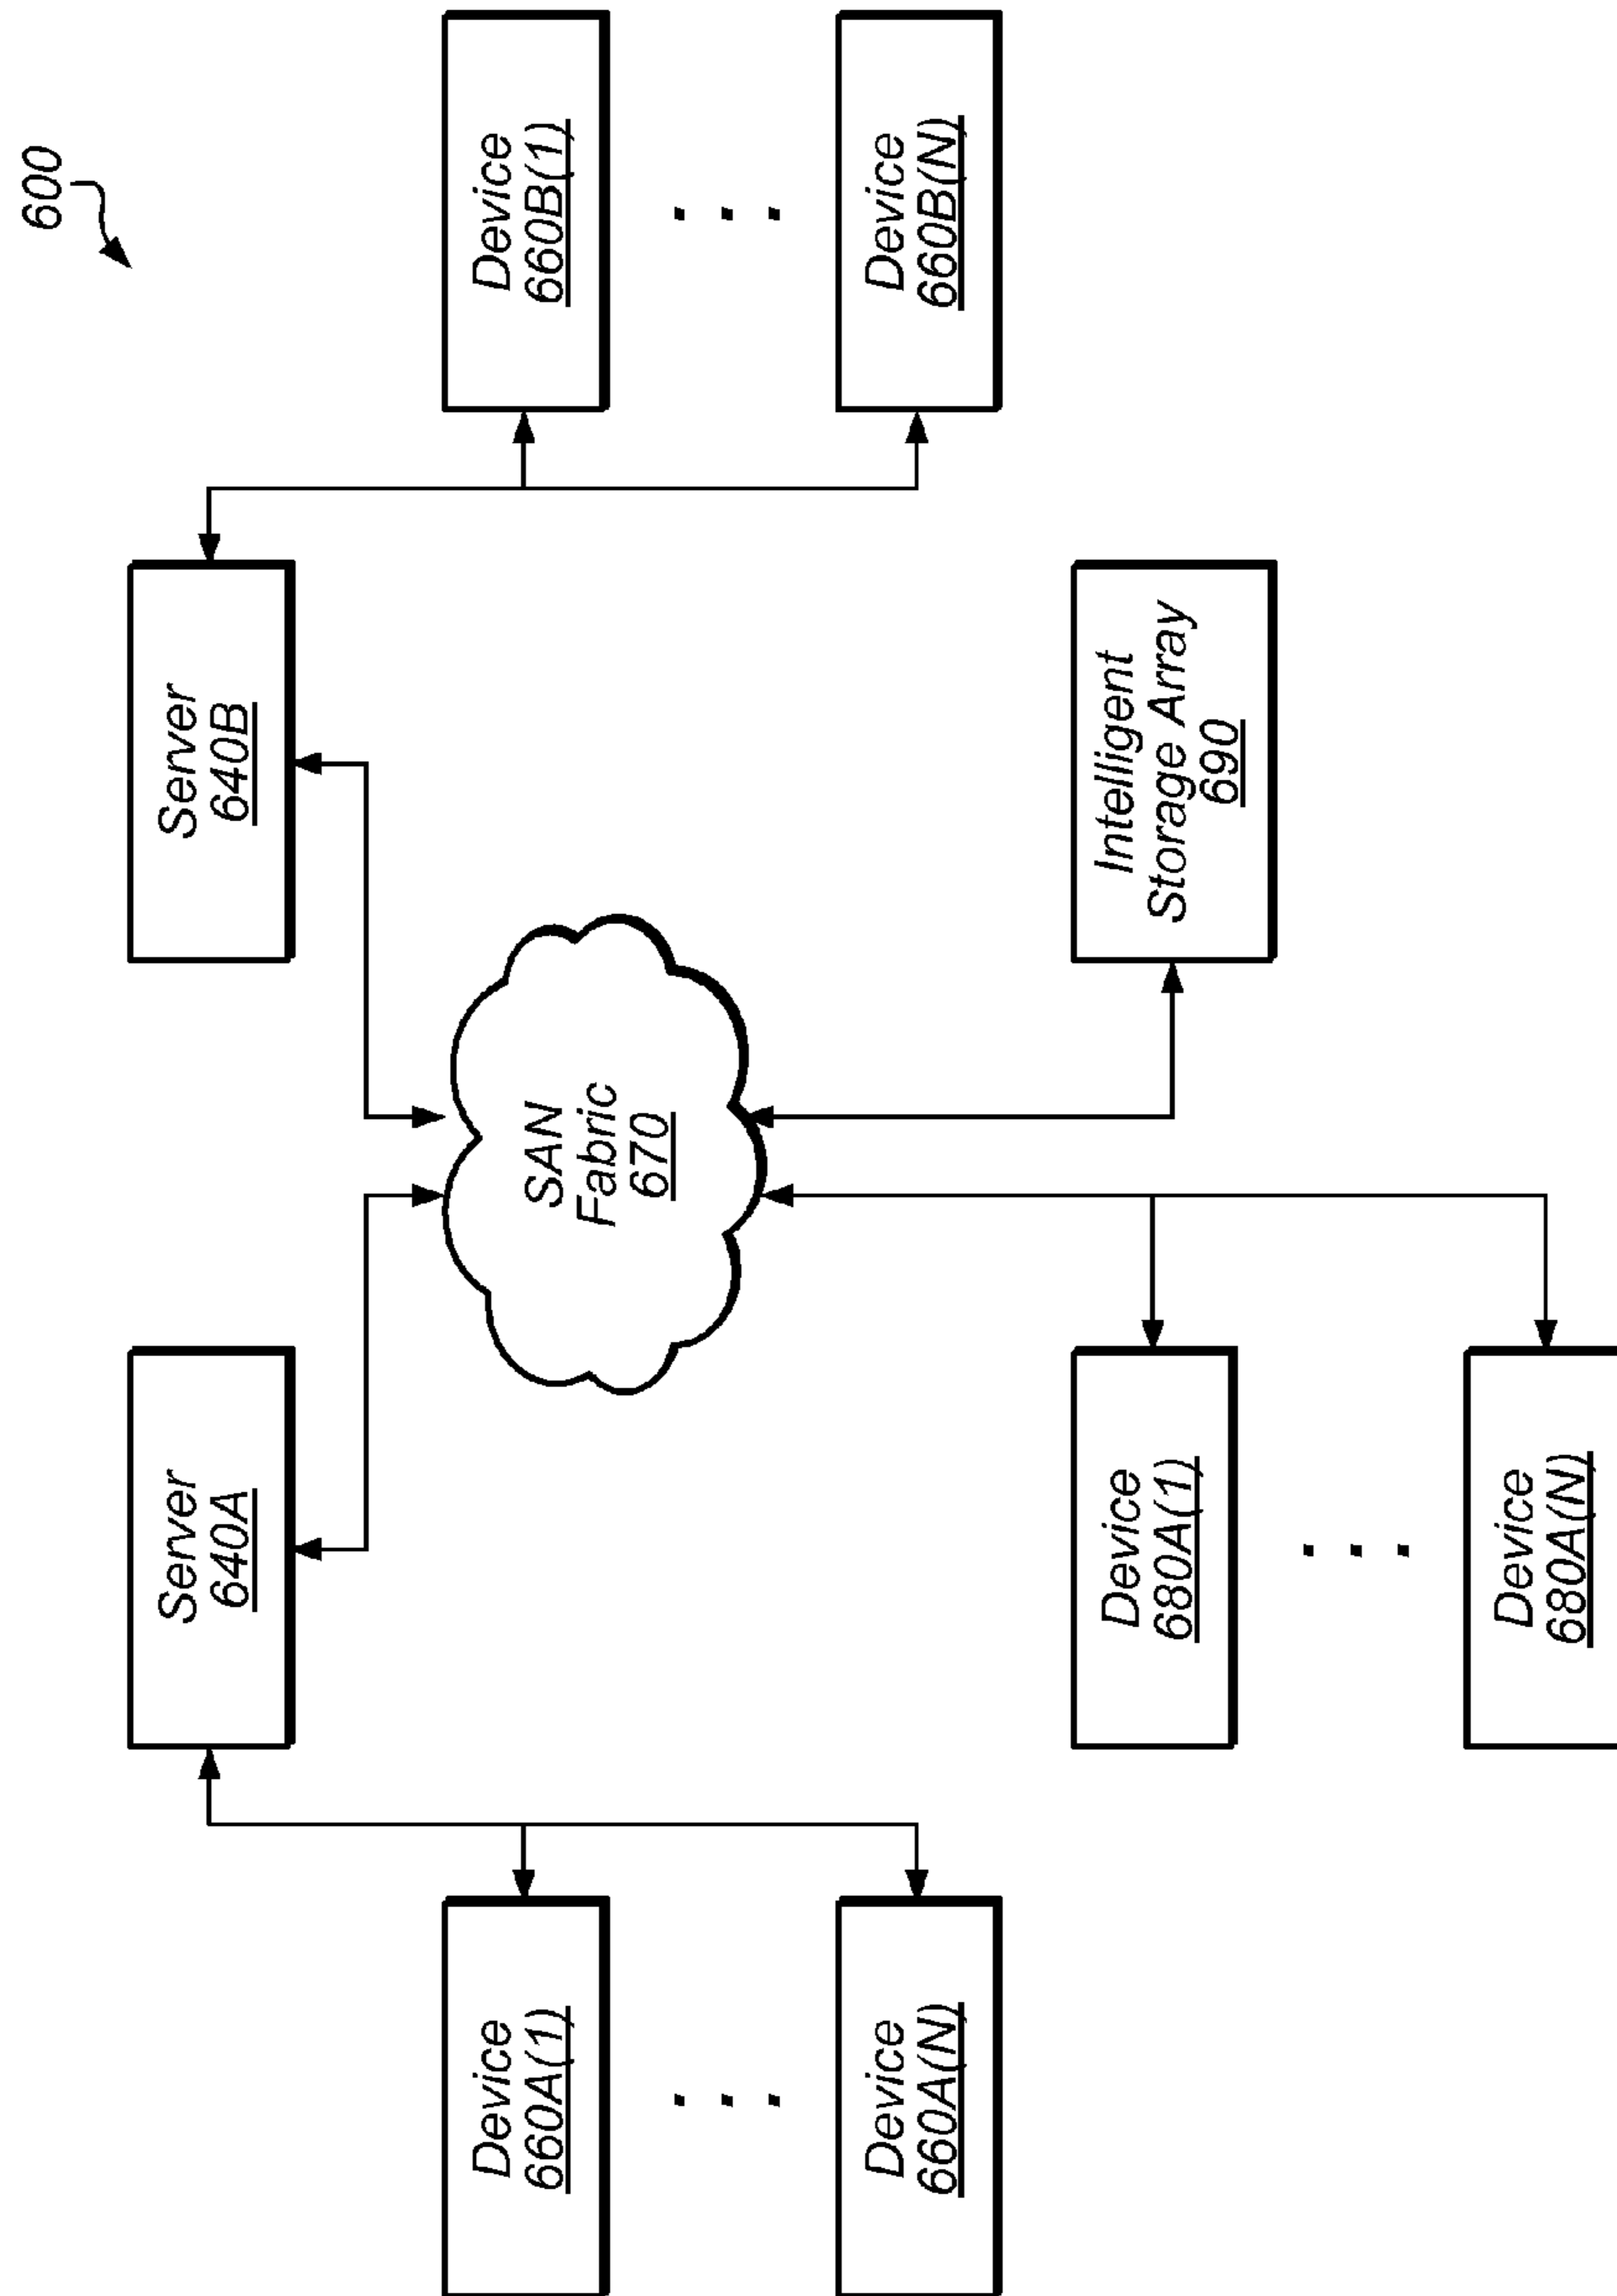 600
Server
640A
Server
640B
Device
660A(1)
SAN
Fabric
670
Device
660B(1)
Device
660A(N)
Device
660B(N)
Device
680A(1)
Intelligent
Storage Array
690
Device
680A(N)